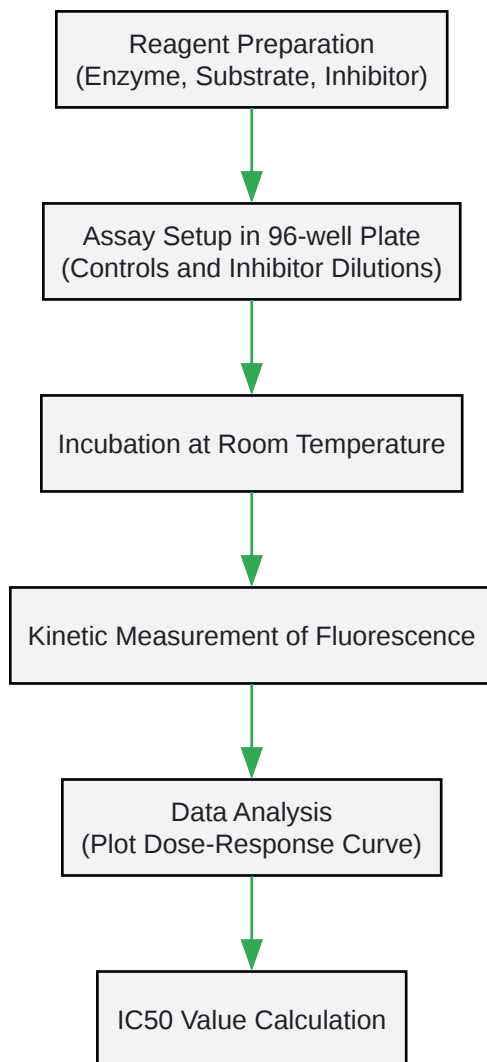 Reagent Preparation
(Enzyme, Substrate, Inhibitor)
Assay Setup in 96-well Plate
(Controls and Inhibitor Dilutions)
Incubation at Room Temperature
Kinetic Measurement of Fluorescence
Data Analysis
(Plot Dose-Response Curve)
IC50 Value Calculation